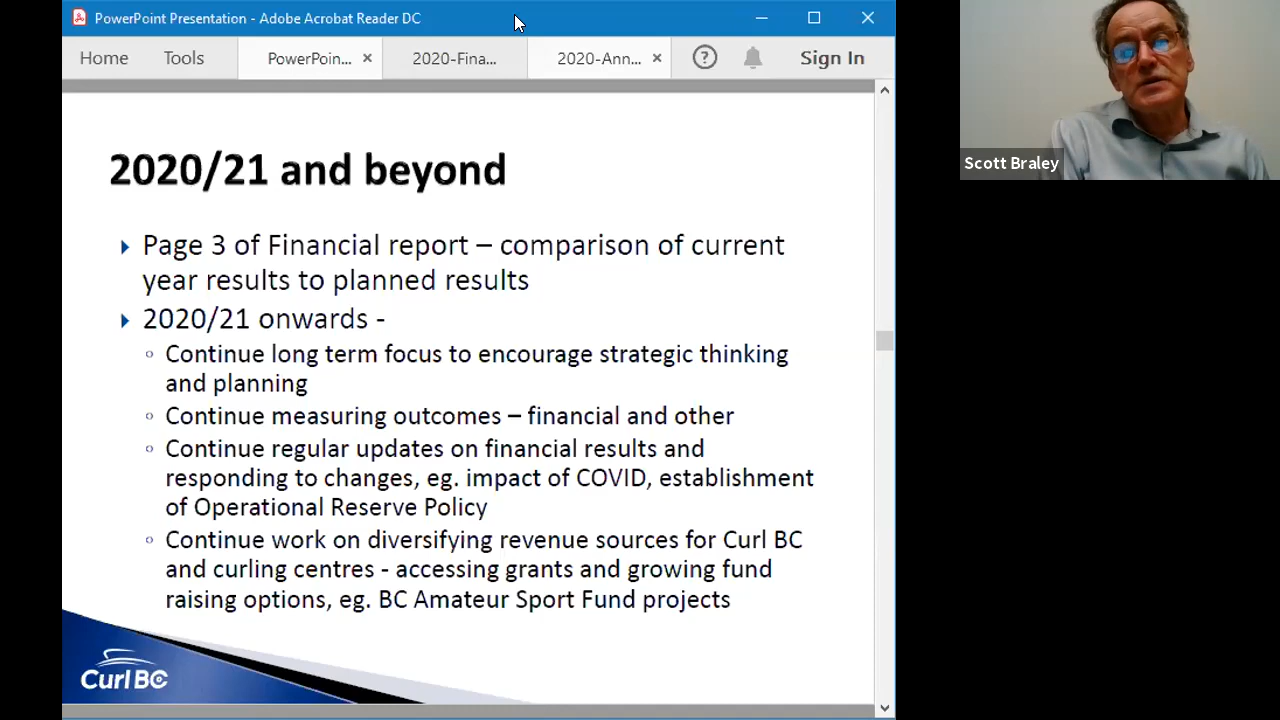 PowerPoint Presentation - Adobe Acrobat Reader DC
Home
Tools
PowerPoin...
2020-Fina...
2020-Ann...
Sign In
Scott Braley
2020/21 and beyond
Page 3 of Financial report – comparison of current
year results to planned results
2020/21 onwards -
Continue long term focus to encourage strategic thinking
and planning
Continue measuring outcomes – financial and other
Continue regular updates on financial results and
responding to changes, eg. impact of COVID, establishment
of Operational Reserve Policy
Continue work on diversifying revenue sources for Curl BC
and curling centres - accessing grants and growing fund
raising options, eg. BC Amateur Sport Fund projects
Curl BC